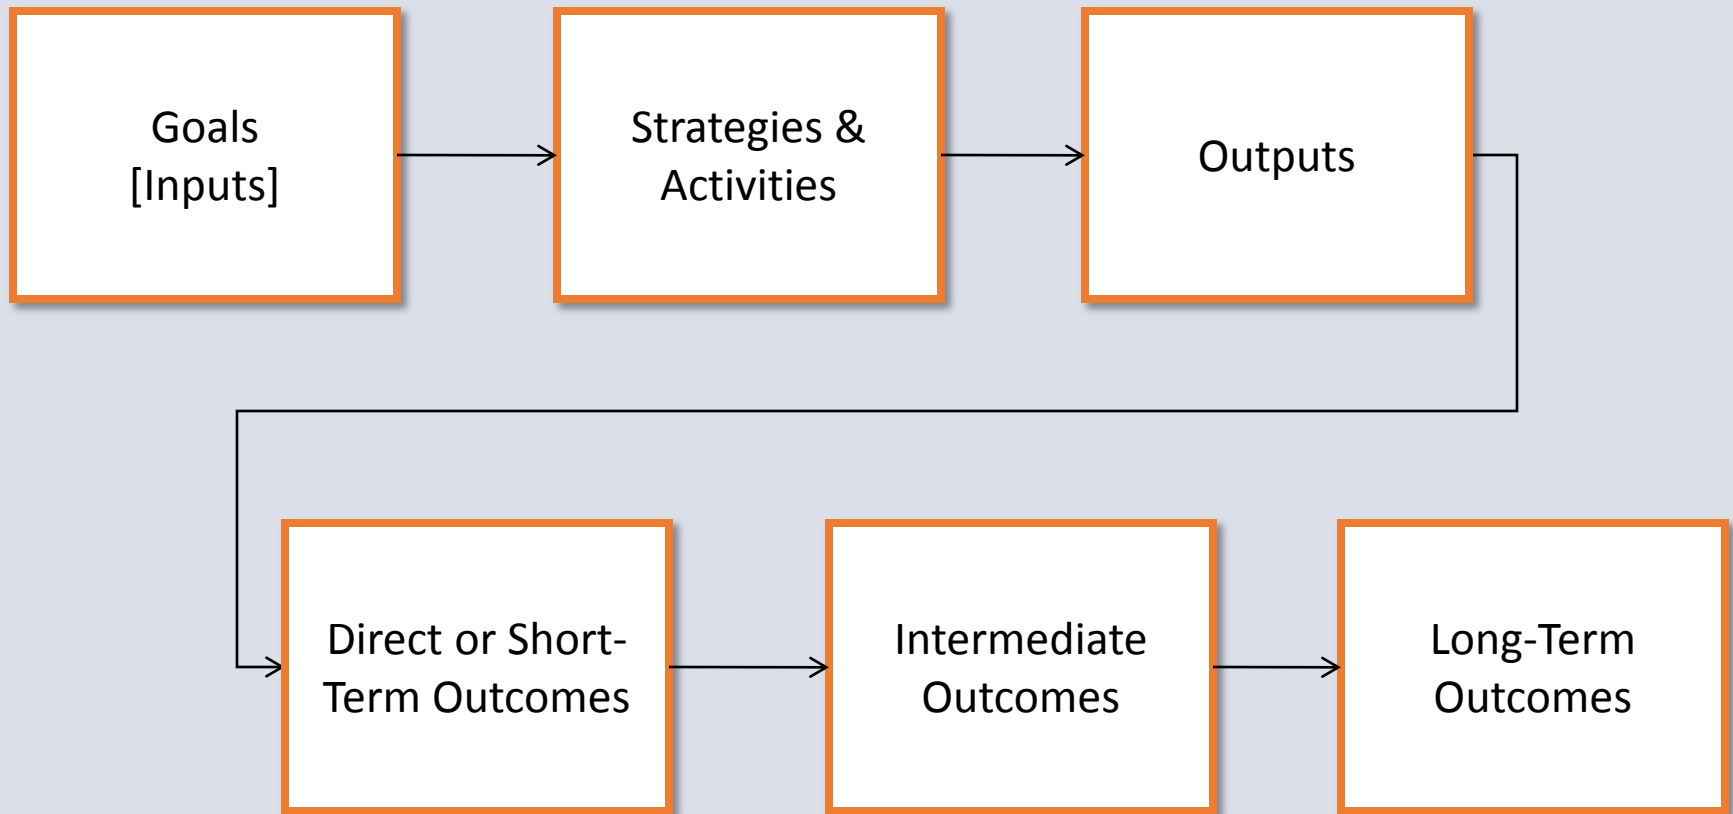 Goals
[Inputs]
Strategies &
Activities
Outputs
Direct or Short-
Term Outcomes
Intermediate
Outcomes
Long-Term
Outcomes